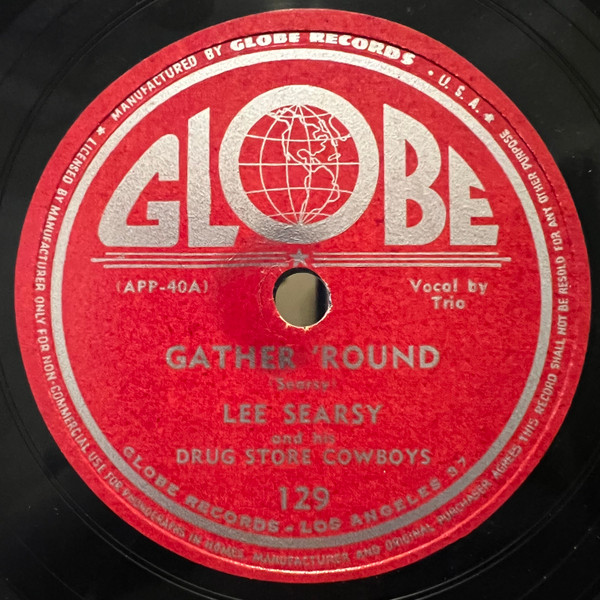 MANUFACTURED BY GLOBE RECORDS • U.S.A.
GLOBE
(APP-40A)
Vocal by
Trio
GATHER 'ROUND
Searsy
LEE SEARSY
and his
DRUG STORE COWBOYS
129
GLOBE RECORDS - LOS ANGELES 37
LICENSED BY MANUFACTURER ONLY FOR NON-COMMERCIAL USE FOR PHONOGRAPHS IN HOMES. MANUFACTURER AND ORIGINAL PURCHASER AGREES THIS RECORD SHALL NOT BE RESOLD FOR ANY OTHER PURPOSE